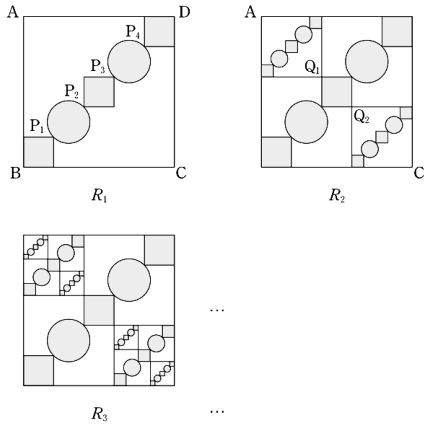 A D A
P₄
P₃
P₂ Q₁
P₁ Q₂
B C C
R₁ R₂
...
R₃ ...